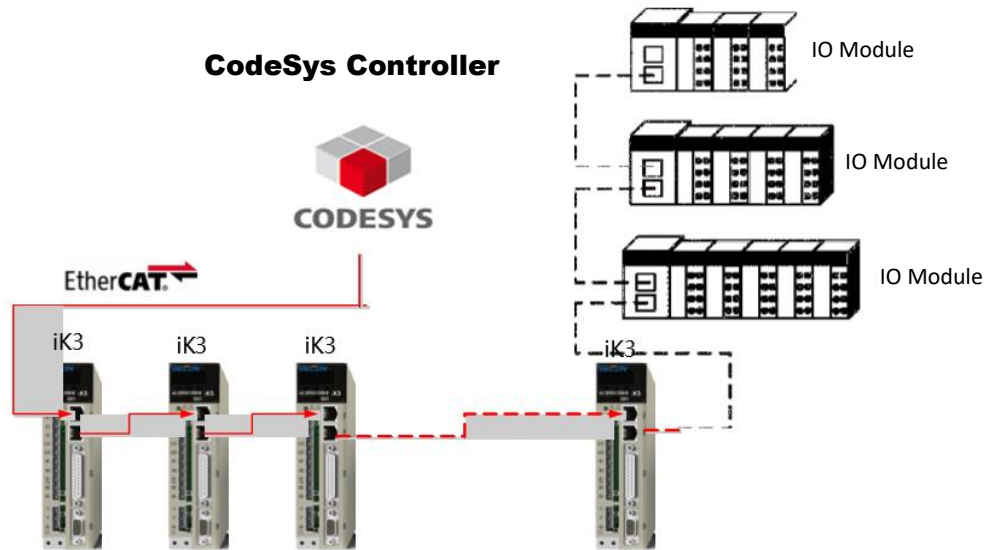 CodeSys Controller
IO Module
IO Module
CODESYS
EtherCAT.
IO Module
iK3
iK3
iK3
iK3